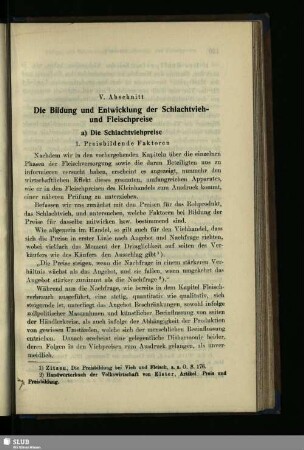 V. Abschnitt
Die Bildung und Entwicklung der Schlachtvieh-
und Fleischpreise
a) Die Schlachtviehpreise
1. Preisbildende Faktoren
Nachdem wir in den vorhergehenden Kapiteln über die einzelnen
Phasen der Fleischversorgung sowie die daran Beteiligten uns zu
informieren versucht haben, erscheint es angezeigt, nunmehr den
wirtschaftlichen Effekt dieses gesamten, umfangreichen Apparats,
wie er in den Fleischpreisen des Kleinhandels zum Ausdruck kommt,
einer näheren Prüfung zu unterziehen.
Befassen wir uns zunächst mit den Preisen für das Rohprodukt,
das Schlachtvieh, und untersuchen, welche Faktoren bei Bildung der
Preise für dasselbe mitwirken bzw. bestimmend sind.
Wie allgemein im Handel, so gilt auch für den Viehhandel, dass
sich die Preise in erster Linie nach Angebot und Nachfrage richten,
wobei vielfach das Moment der Dringlichkeit auf seiten des Ver-
käufers wie des Käufers den Ausschlag gibt 1).
„Die Preise steigen, wenn die Nachfrage in einem stärkeren Ver-
hältnis wächst als das Angebot, und sie fallen, wenn umgekehrt das
Angebot stärker zunimmt als die Nachfrage 2)."
Während nun die Nachfrage, wie bereits in dem Kapitel Fleisch-
verbrauch ausgeführt, eine stetig, quantitativ wie qualitativ, sich
steigernde ist, unterliegt das Angebot Beschränkungen, sowohl infolge
zollpolitischer Massnahmen und künstlicher Beeinflussung von seiten
der Händlerkreise, als auch infolge der Abhängigkeit der Produktion
von gewissen Umständen, welche sich der menschlichen Beeinflussung
entziehen. Danach erscheint eine gelegentliche Disharmonie beider,
deren Folgen in den Viehpreisen zum Ausdruck gelangen, als unver-
meidlich.
1) Zitzen, Die Preisbildung bei Vieh und Fleisch, a. a. O. S. 176.
2) Handwörterbuch der Volkswirtschaft von Elster, Artikel: Preis und
Preisbildung.
SLUB